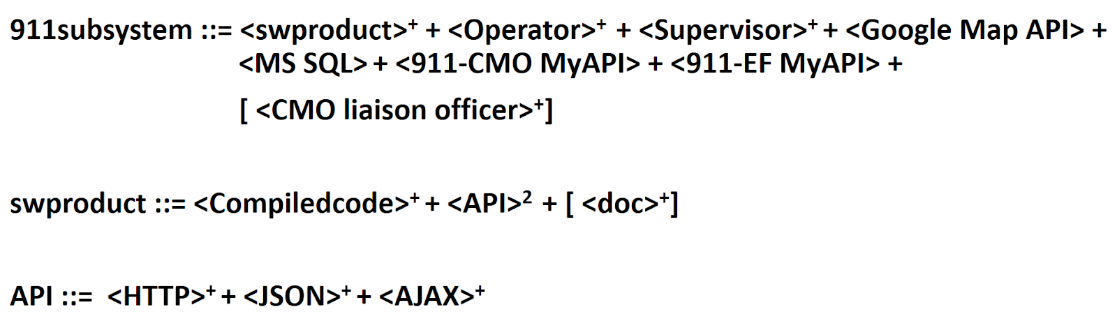 911subsystem ::= <swproduct>⁺ + <Operator>⁺ + <Supervisor>⁺ + <Google Map API> +
<MS SQL> + <911-CMO MyAPI> + <911-EF MyAPI> +
[ <CMO liaison officer>⁺]
swproduct ::= <Compiledcode>⁺ + <API>² + [ <doc>⁺]
API ::= <HTTP>⁺ + <JSON>⁺ + <AJAX>⁺